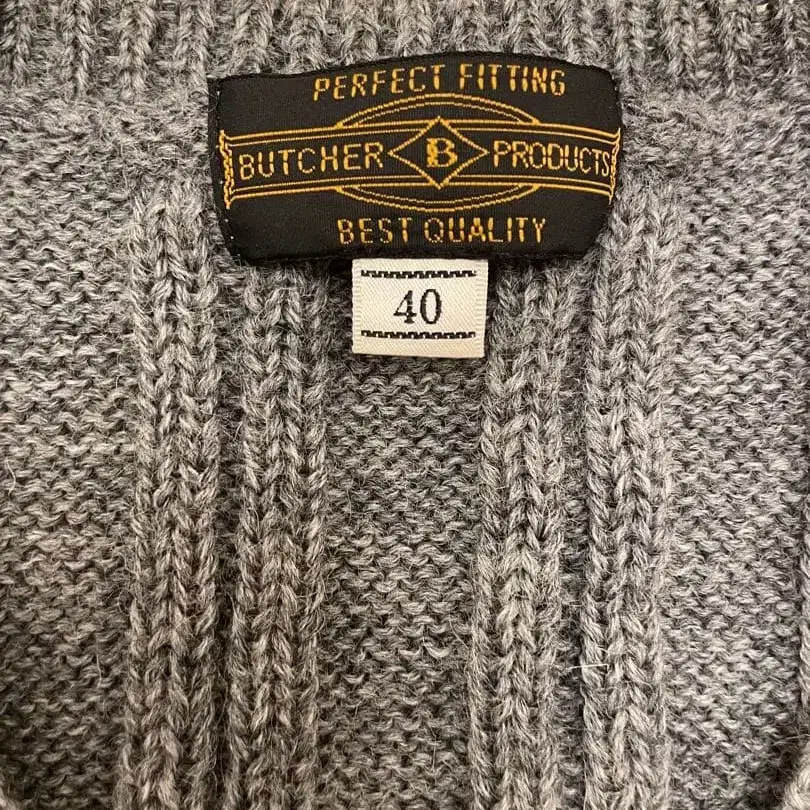 PERFECT FITTING
BUTCHER B PRODUCTS
BEST QUALITY
40